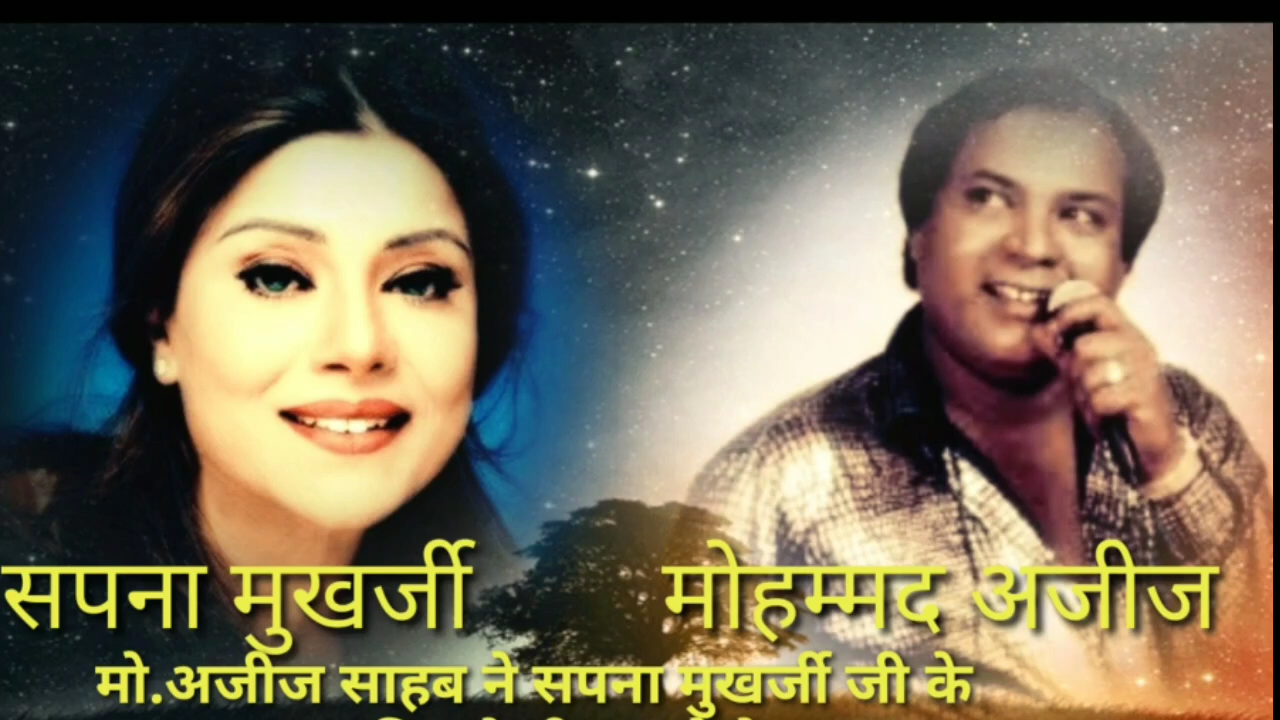 सपना मुखर्जी मोहम्मद अजीज
मो.अजीज साहब ने सपना मुखर्जी जी के